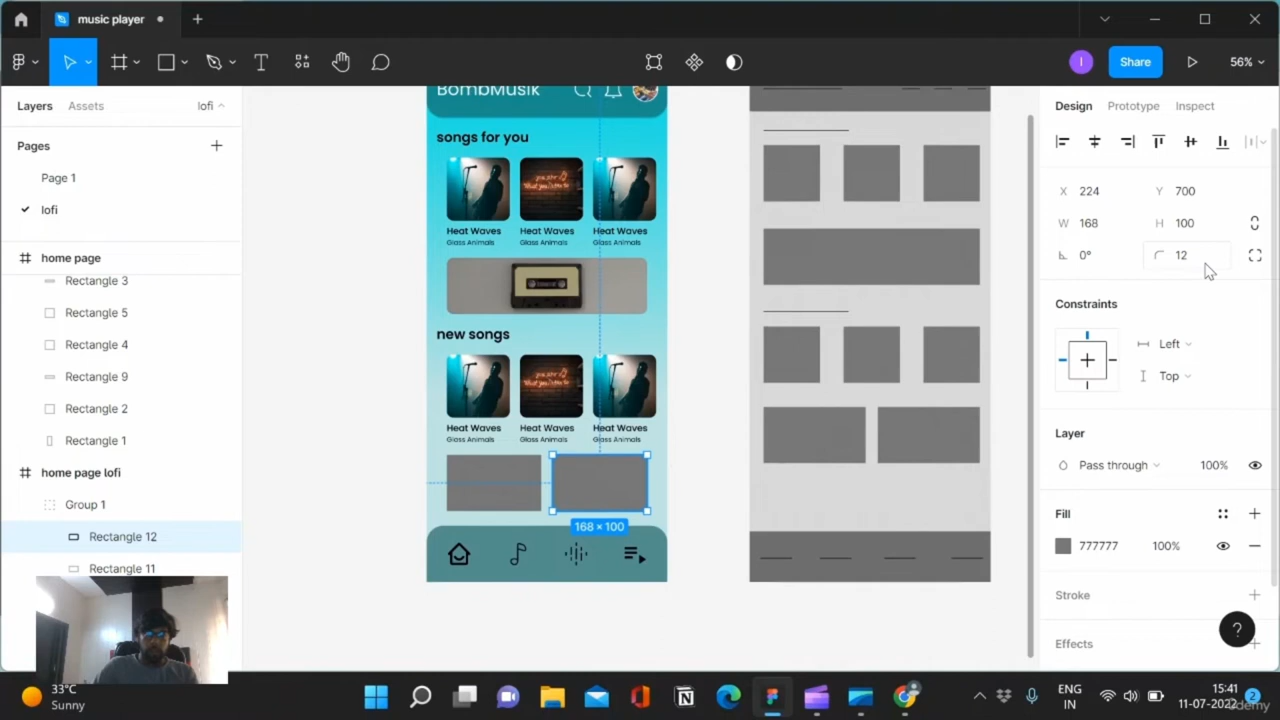 music player
Share
56%
Layers
Assets
lofi
Design
Prototype
Inspect
Pages
Page 1
lofi
home page
Rectangle 3
Rectangle 5
Rectangle 4
Rectangle 9
Rectangle 2
Rectangle 1
home page lofi
Group 1
Rectangle 12
Rectangle 11
BombMusik
songs for you
Heat Waves
Heat Waves
Heat Waves
Glass Animals
Glass Animals
Glass Animals
new songs
Heat Waves
Heat Waves
Heat Waves
Glass Animals
Glass Animals
Glass Animals
168 × 100
X 224
Y 700
W 168
H 100
0°
12
Constraints
Left
Top
Layer
Pass through
100%
Fill
777777
100%
Stroke
Effects
?
33°C
Sunny
ENG
IN
15:41
11-07-2022
2
Udemy